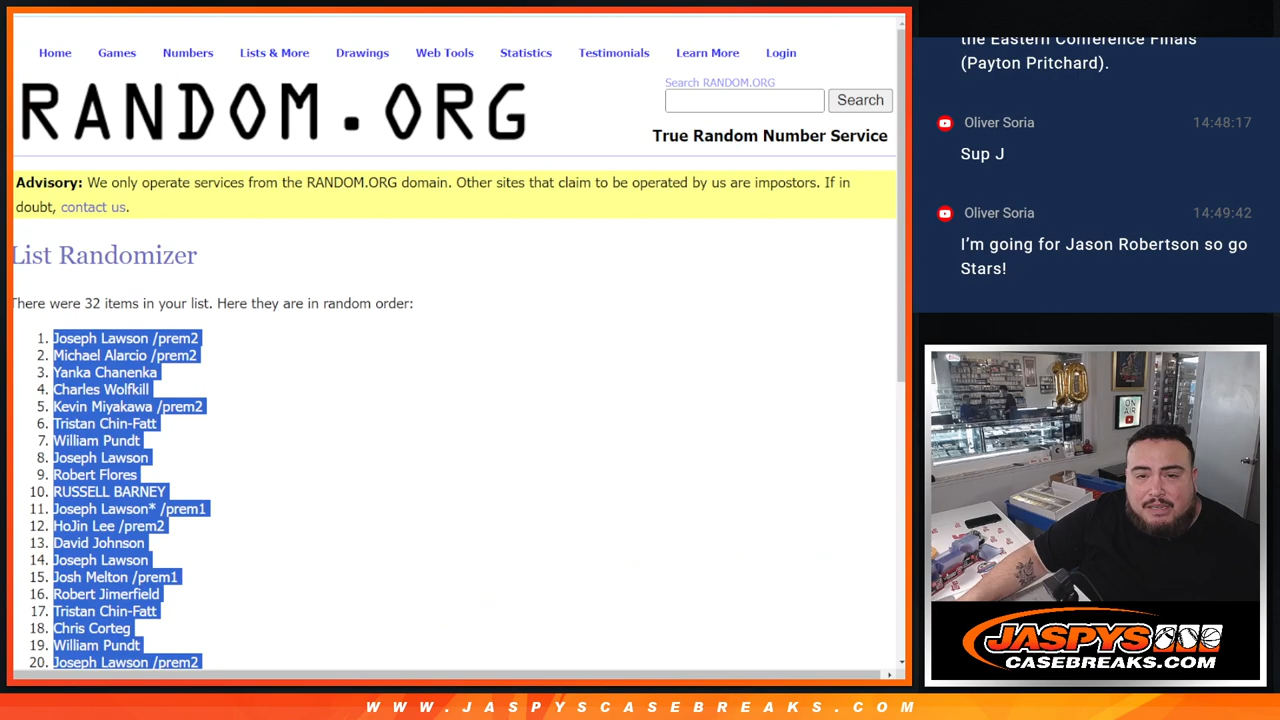 Home Games Numbers Lists & More Drawings Web Tools Statistics Testimonials Learn More Login
RANDOM.ORG
Search RANDOM.ORG
Search
True Random Number Service
Advisory: We only operate services from the RANDOM.ORG domain. Other sites that claim to be operated by us are impostors. If in
doubt, contact us.
List Randomizer
There were 32 items in your list. Here they are in random order:
1. Joseph Lawson /prem2
2. Michael Alarcio /prem2
3. Yanka Chanenka
4. Charles Wolfkill
5. Kevin Miyakawa /prem2
6. Tristan Chin-Fatt
7. William Pundt
8. Joseph Lawson
9. Robert Flores
10. RUSSELL BARNEY
11. Joseph Lawson* /prem1
12. HoJin Lee /prem2
13. David Johnson
14. Joseph Lawson
15. Josh Melton /prem1
16. Robert Jimerfield
17. Tristan Chin-Fatt
18. Chris Corteg
19. William Pundt
20. Joseph Lawson /prem2
the Eastern Conference Finals
(Payton Pritchard).
Oliver Soria 14:48:17
Sup J
Oliver Soria 14:49:42
I'm going for Jason Robertson so go
Stars!
10
ON
AIR
JASPYS
CASEBREAKS.COM
WWW.JASPYSCASEBREAKS.COM